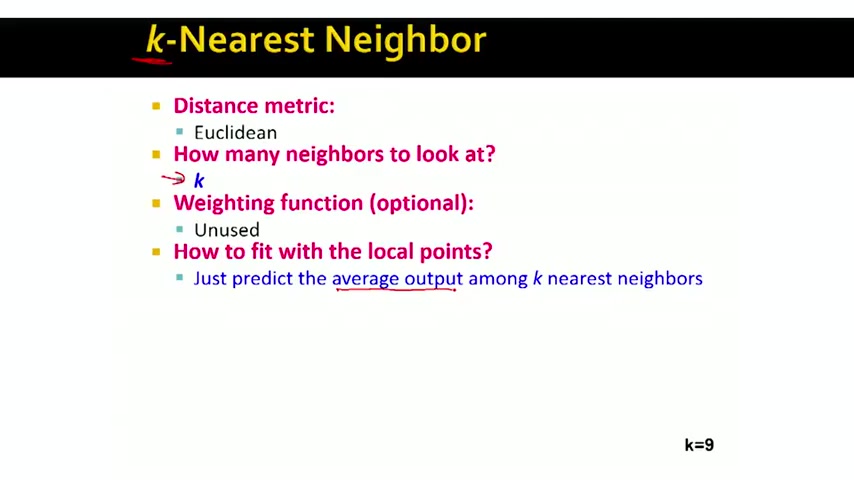 k-Nearest Neighbor
Distance metric:
Euclidean
How many neighbors to look at?
k
Weighting function (optional):
Unused
How to fit with the local points?
Just predict the average output among k nearest neighbors
k=9